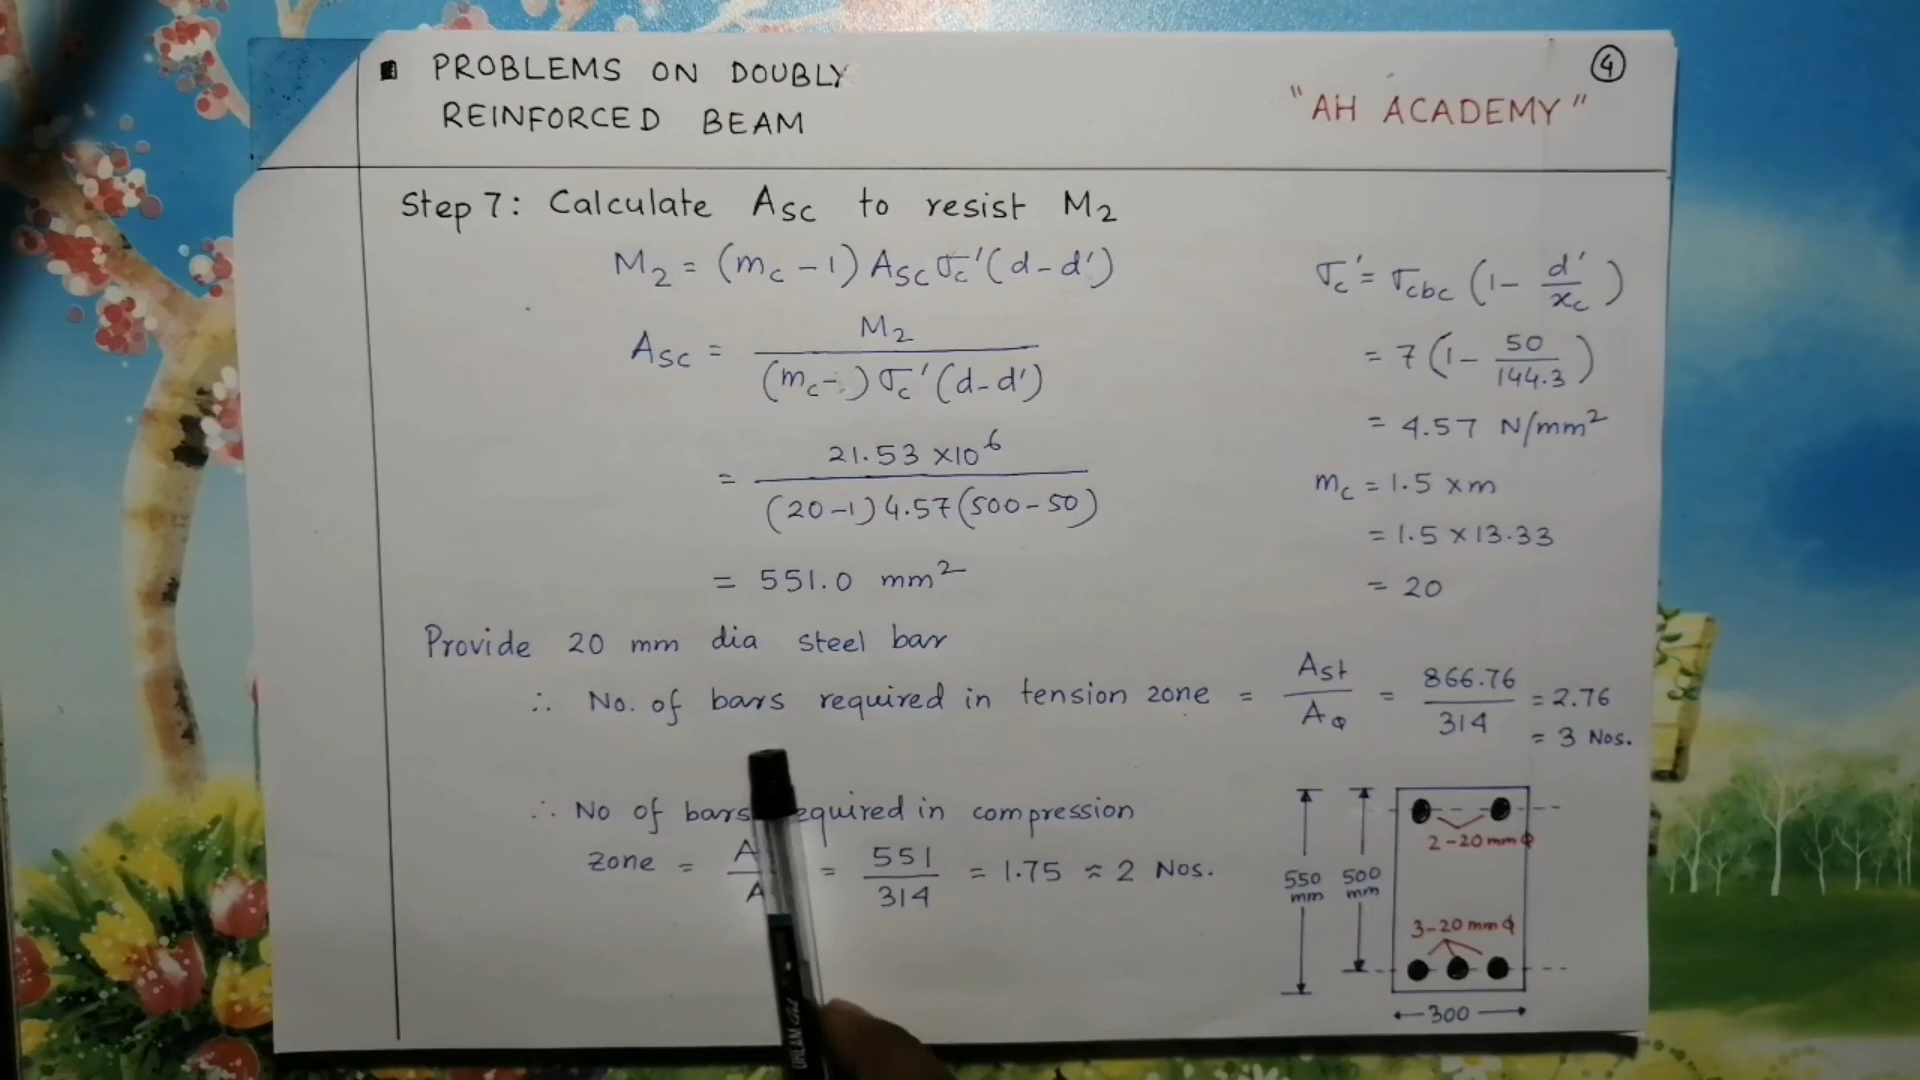 PROBLEMS ON DOUBLY
REINFORCED BEAM
"AH ACADEMY"
4
Step 7: Calculate Asc to resist M2
M2 = (mc - 1) Asc σc' (d - d')
Asc = M2 / (mc - ) σc' (d - d')
= 21.53 ×10^6 / (20-1) 4.57 (500-50)
= 551.0 mm²
σc' = σcbc (1 - d'/xc)
= 7 (1 - 50/144.3)
= 4.57 N/mm²
mc = 1.5 × m
= 1.5 × 13.33
= 20
Provide 20 mm dia steel bar
∴ No. of bars required in tension zone = Ast/AΦ = 866.76/314 = 2.76
= 3 Nos.
∴ No of bars required in compression
zone = = 551/314 = 1.75 ≈ 2 Nos.
2-20 mm ϕ
550 mm
500 mm
3-20 mm ϕ
300